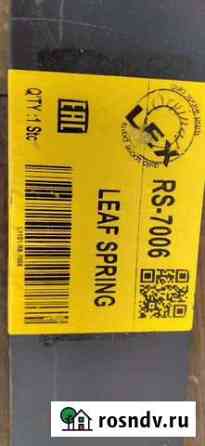 LEX
RS-7006
LEAF SPRING
EAC
QTY :1 Stc
rosndv.ru